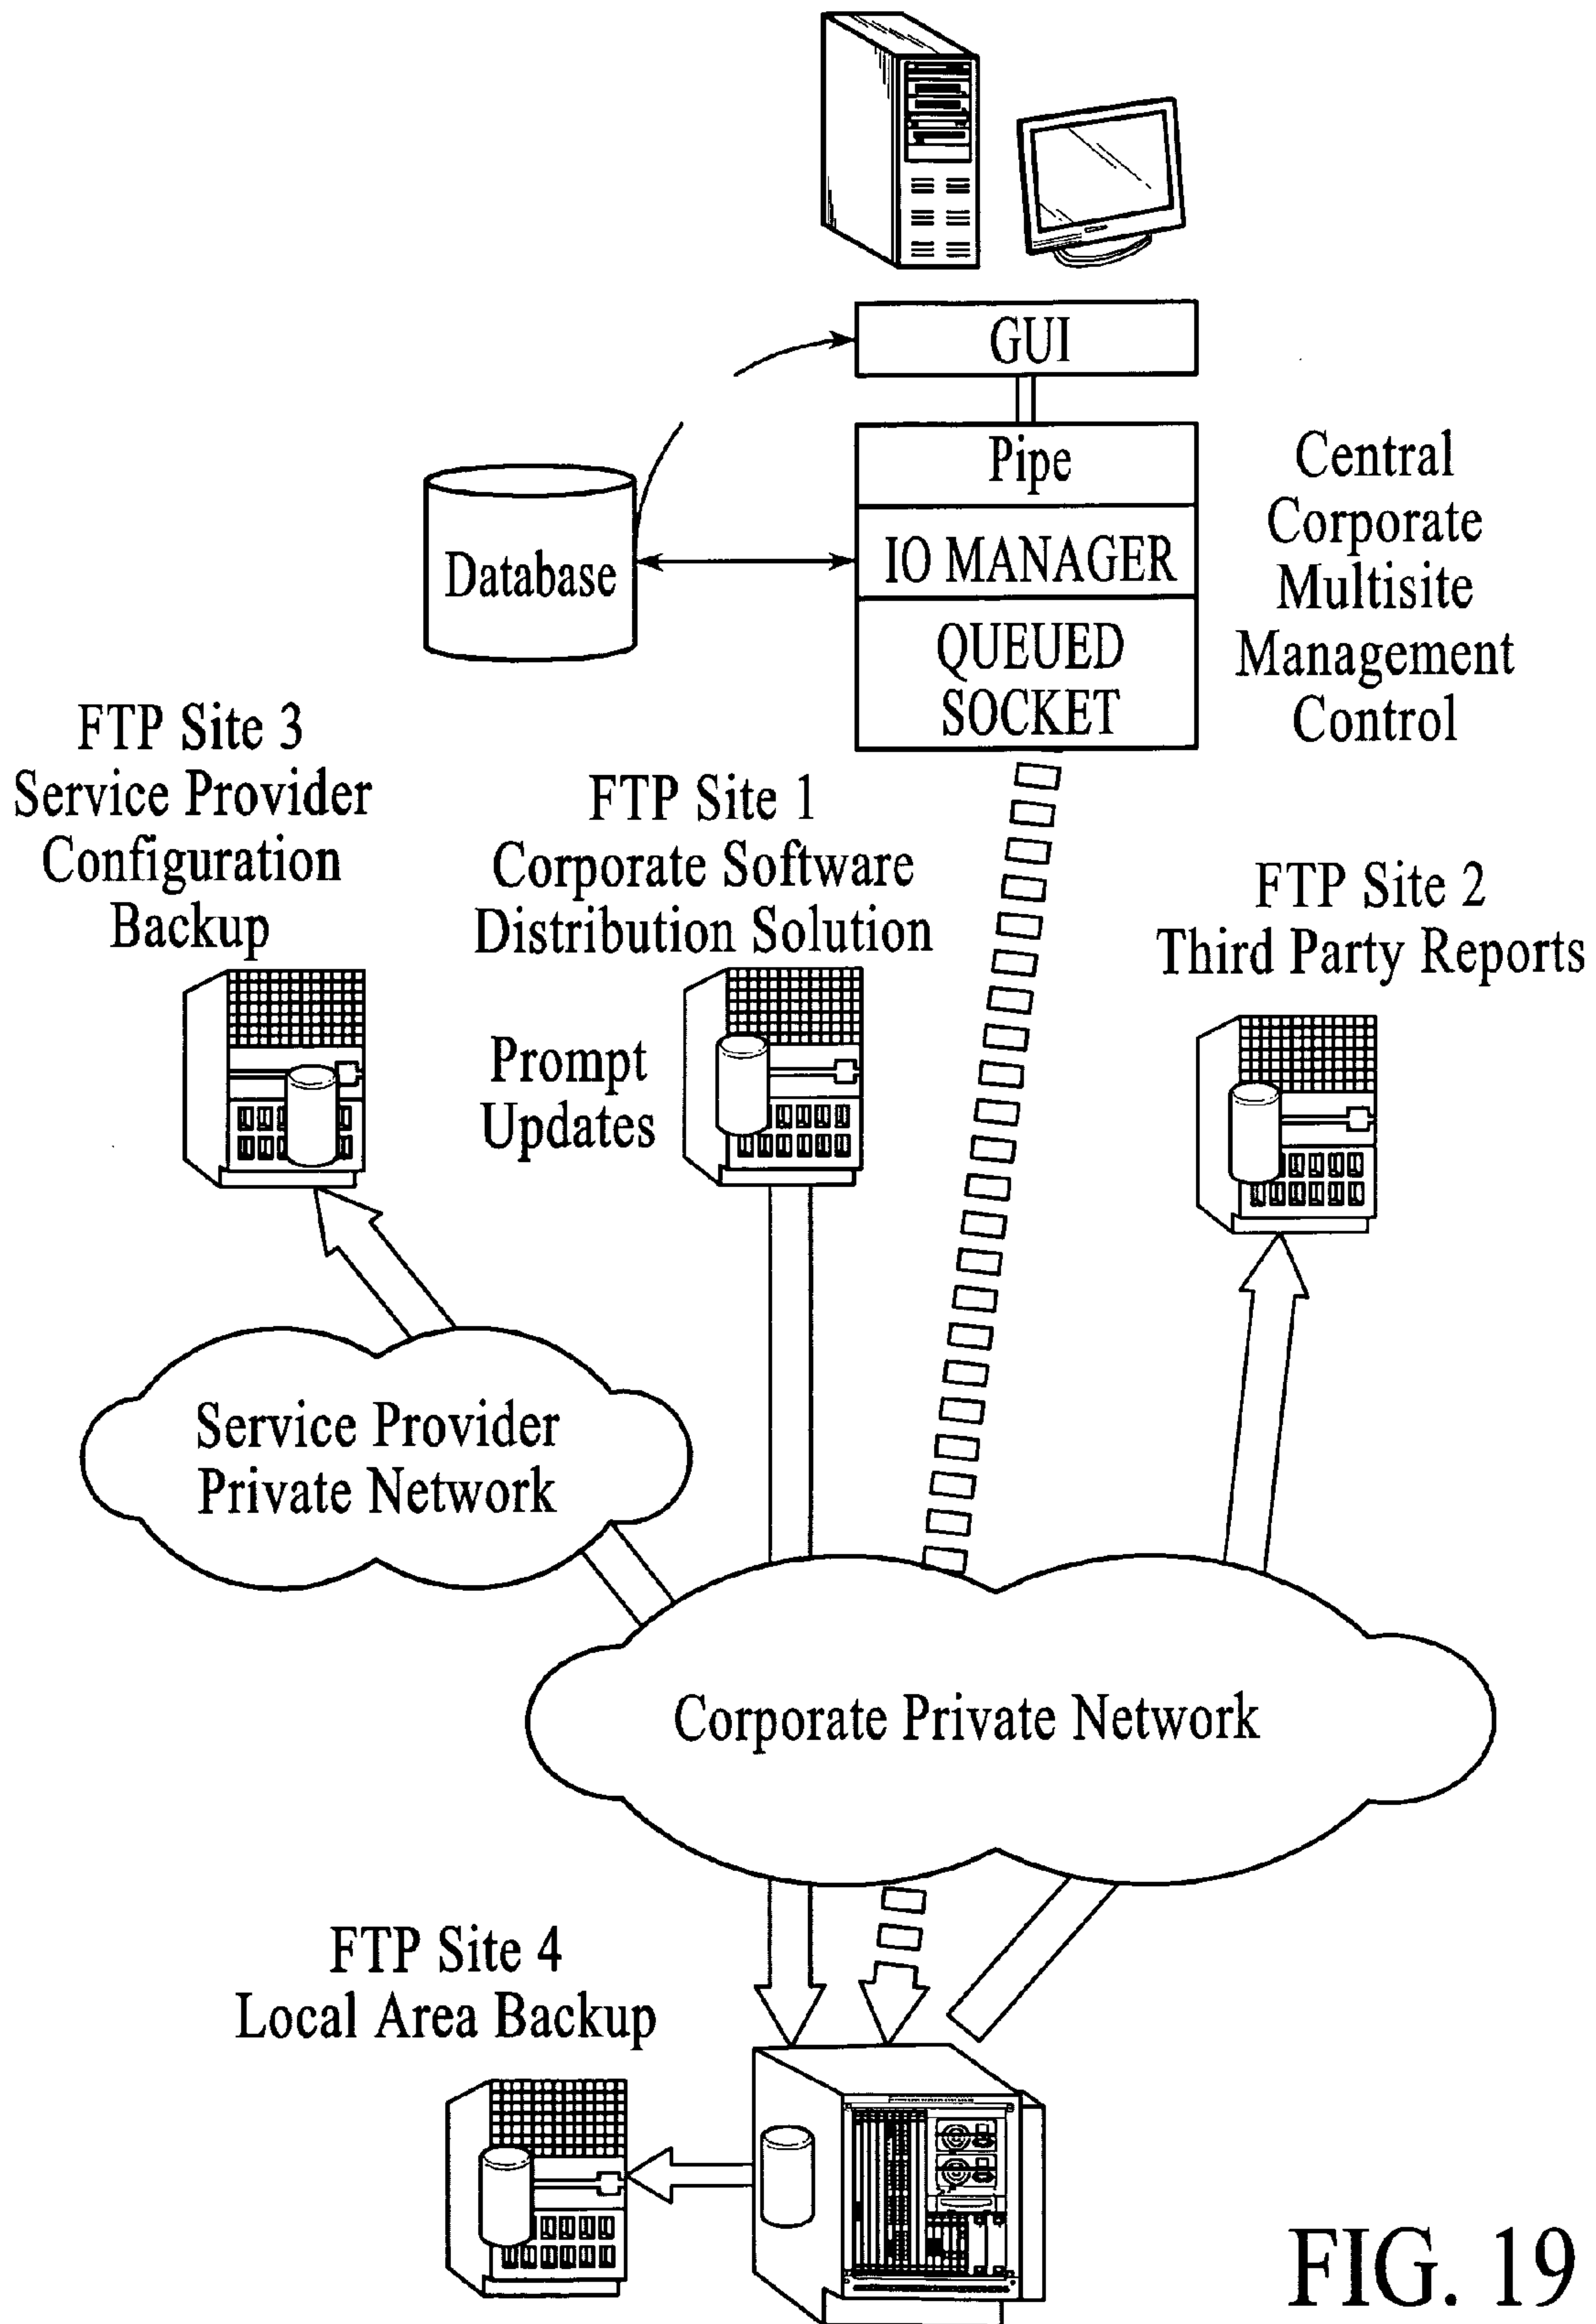 GUI
Pipe
IO MANAGER
QUEUED
SOCKET
Central
Corporate
Multisite
Management
Control
Database
FTP Site 3
Service Provider
Configuration
Backup
FTP Site 1
Corporate Software
Distribution Solution
Prompt
Updates
FTP Site 2
Third Party Reports
Service Provider
Private Network
Corporate Private Network
FTP Site 4
Local Area Backup
FIG. 19